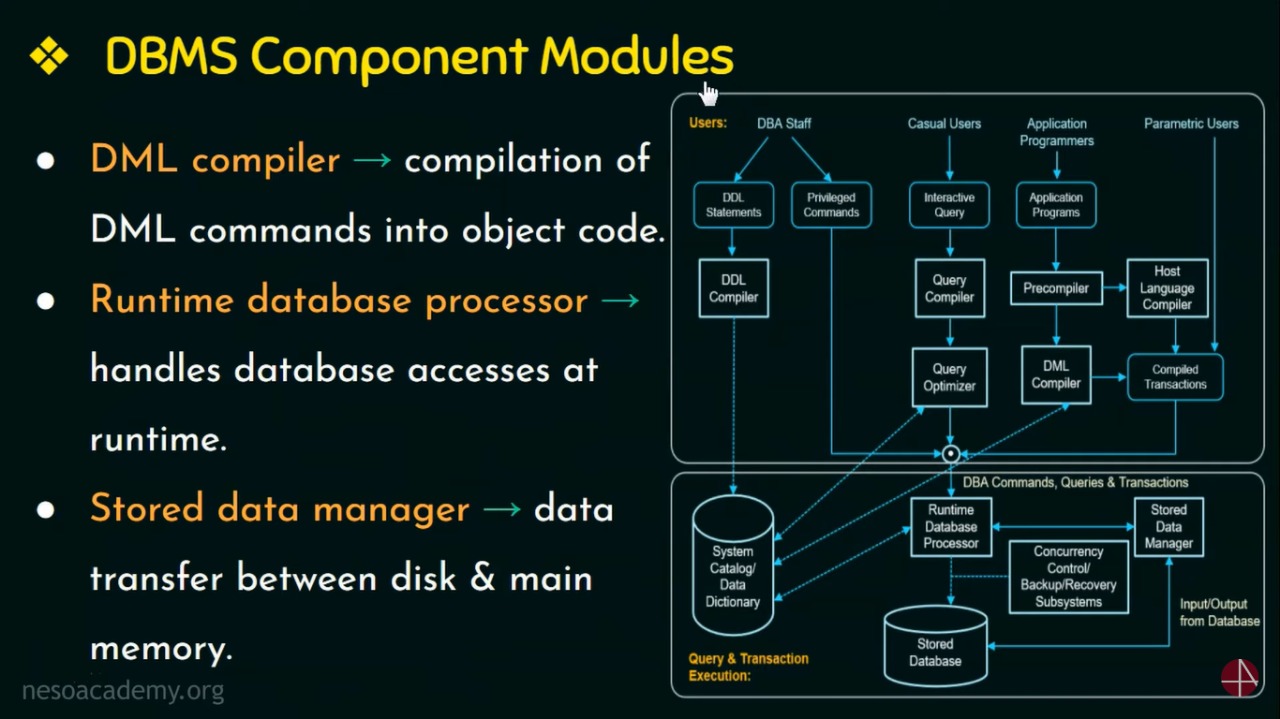 ❖ DBMS Component Modules
● DML compiler → compilation of
DML commands into object code.
● Runtime database processor →
handles database accesses at
runtime.
● Stored data manager → data
transfer between disk & main
memory.
nesoacademy.org
Users:
DBA Staff
Casual Users
Application
Programmers
Parametric Users
DDL
Statements
Privileged
Commands
Interactive
Query
Application
Programs
DDL
Compiler
Query
Compiler
Precompiler
Host
Language
Compiler
Query
Optimizer
DML
Compiler
Compiled
Transactions
DBA Commands, Queries & Transactions
System
Catalog/
Data
Dictionary
Runtime
Database
Processor
Stored
Data
Manager
Concurrency
Control/
Backup/Recovery
Subsystems
Input/Output
from Database
Stored
Database
Query & Transaction
Execution: